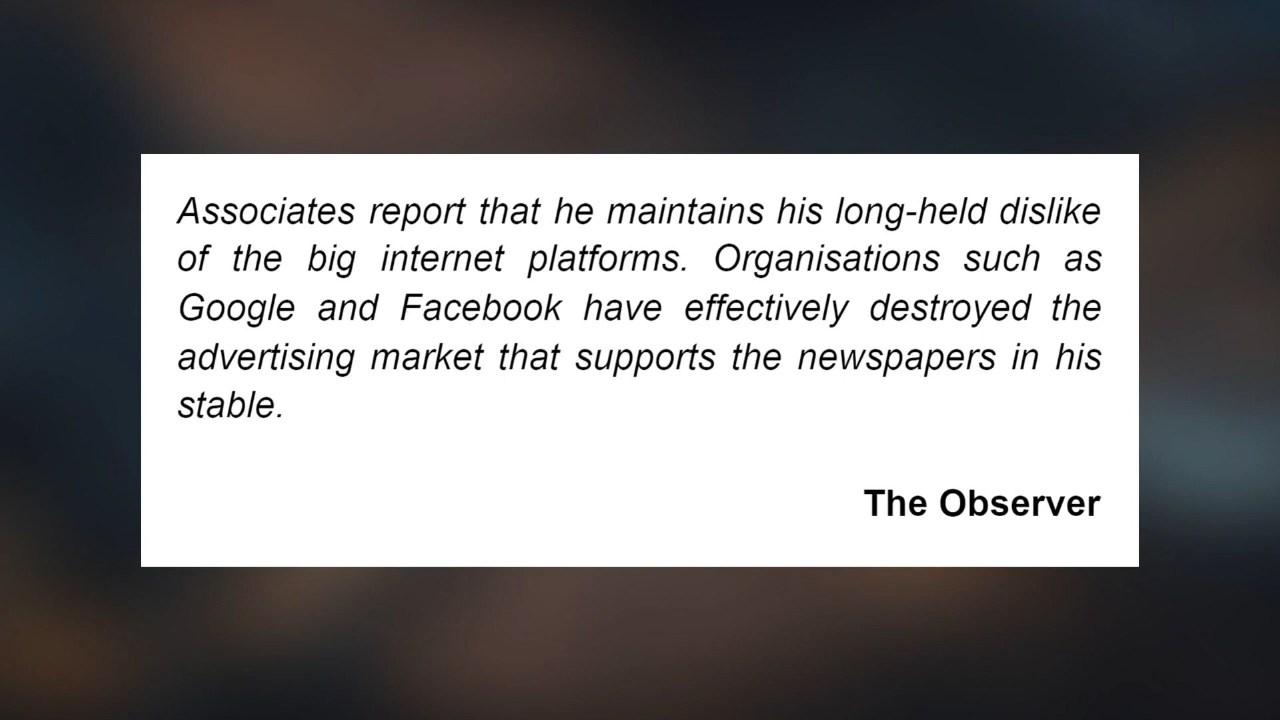 Associates report that he maintains his long-held dislike
of the big internet platforms. Organisations such as
Google and Facebook have effectively destroyed the
advertising market that supports the newspapers in his
stable.
The Observer